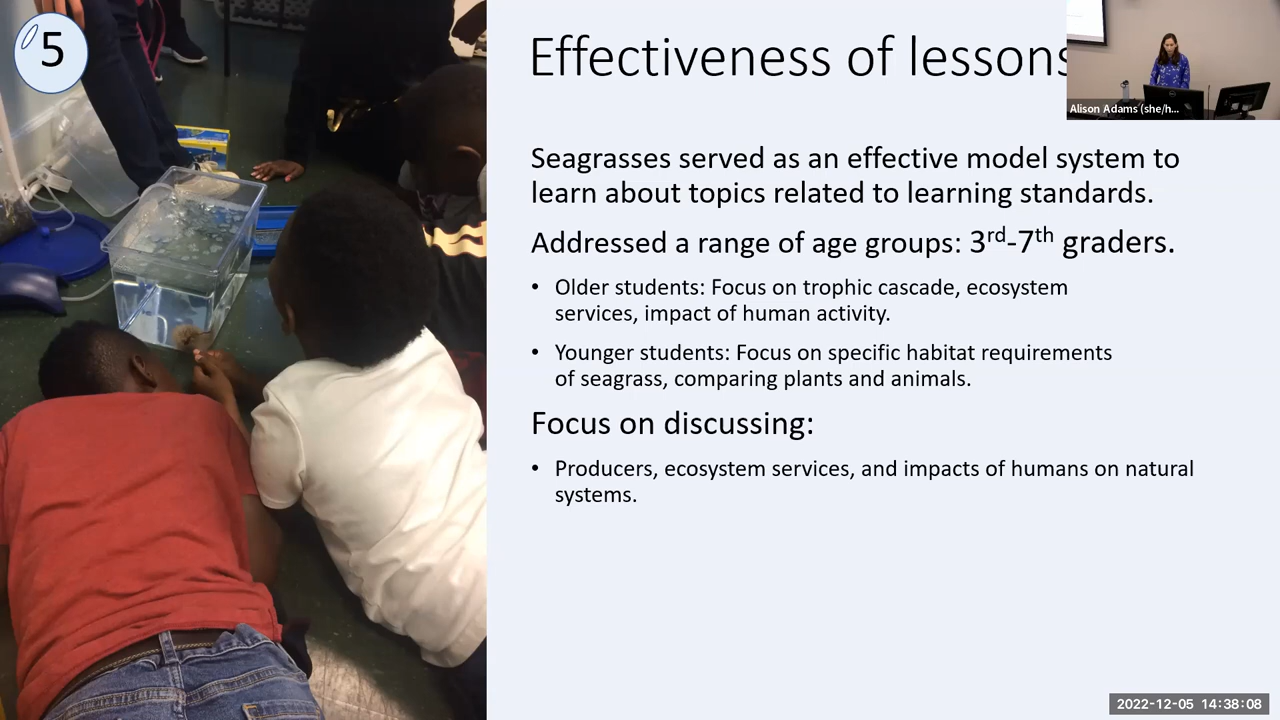 5
Effectiveness of lessons
Alison Adams (she/h...
Seagrasses served as an effective model system to
learn about topics related to learning standards.
Addressed a range of age groups: 3rd-7th graders.
• Older students: Focus on trophic cascade, ecosystem
services, impact of human activity.
• Younger students: Focus on specific habitat requirements
of seagrass, comparing plants and animals.
Focus on discussing:
• Producers, ecosystem services, and impacts of humans on natural
systems.
2022-12-05 14:38:08